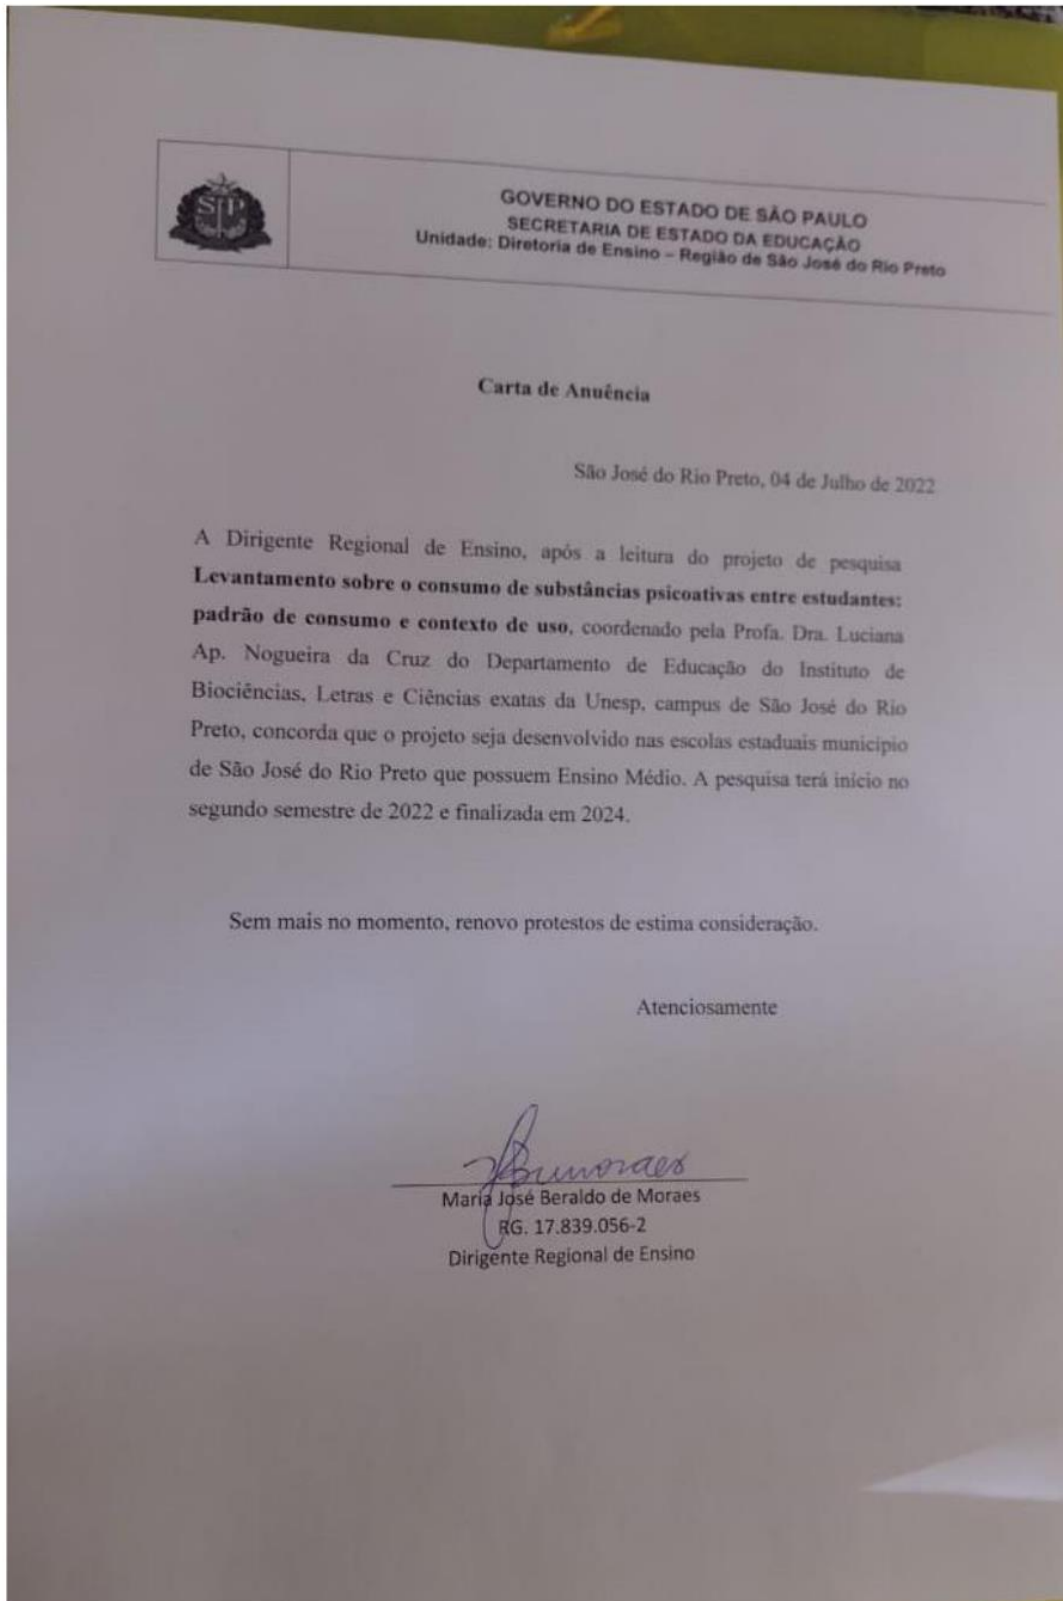 SP
GOVERNO DO ESTADO DE SÃO PAULO
SECRETARIA DE ESTADO DA EDUCAÇÃO
Unidade: Diretoria de Ensino – Região de São José do Rio Preto
Carta de Anuência
São José do Rio Preto, 04 de Julho de 2022
A Dirigente Regional de Ensino, após a leitura do projeto de pesquisa
Levantamento sobre o consumo de substâncias psicoativas entre estudantes:
padrão de consumo e contexto de uso, coordenado pela Profa. Dra. Luciana
Ap. Nogueira da Cruz do Departamento de Educação do Instituto de
Biociências, Letras e Ciências exatas da Unesp, campus de São José do Rio
Preto, concorda que o projeto seja desenvolvido nas escolas estaduais município
de São José do Rio Preto que possuem Ensino Médio. A pesquisa terá início no
segundo semestre de 2022 e finalizada em 2024.
Sem mais no momento, renovo protestos de estima consideração.
Atenciosamente
Maria José Beraldo de Moraes
RG. 17.839.056-2
Dirigente Regional de Ensino